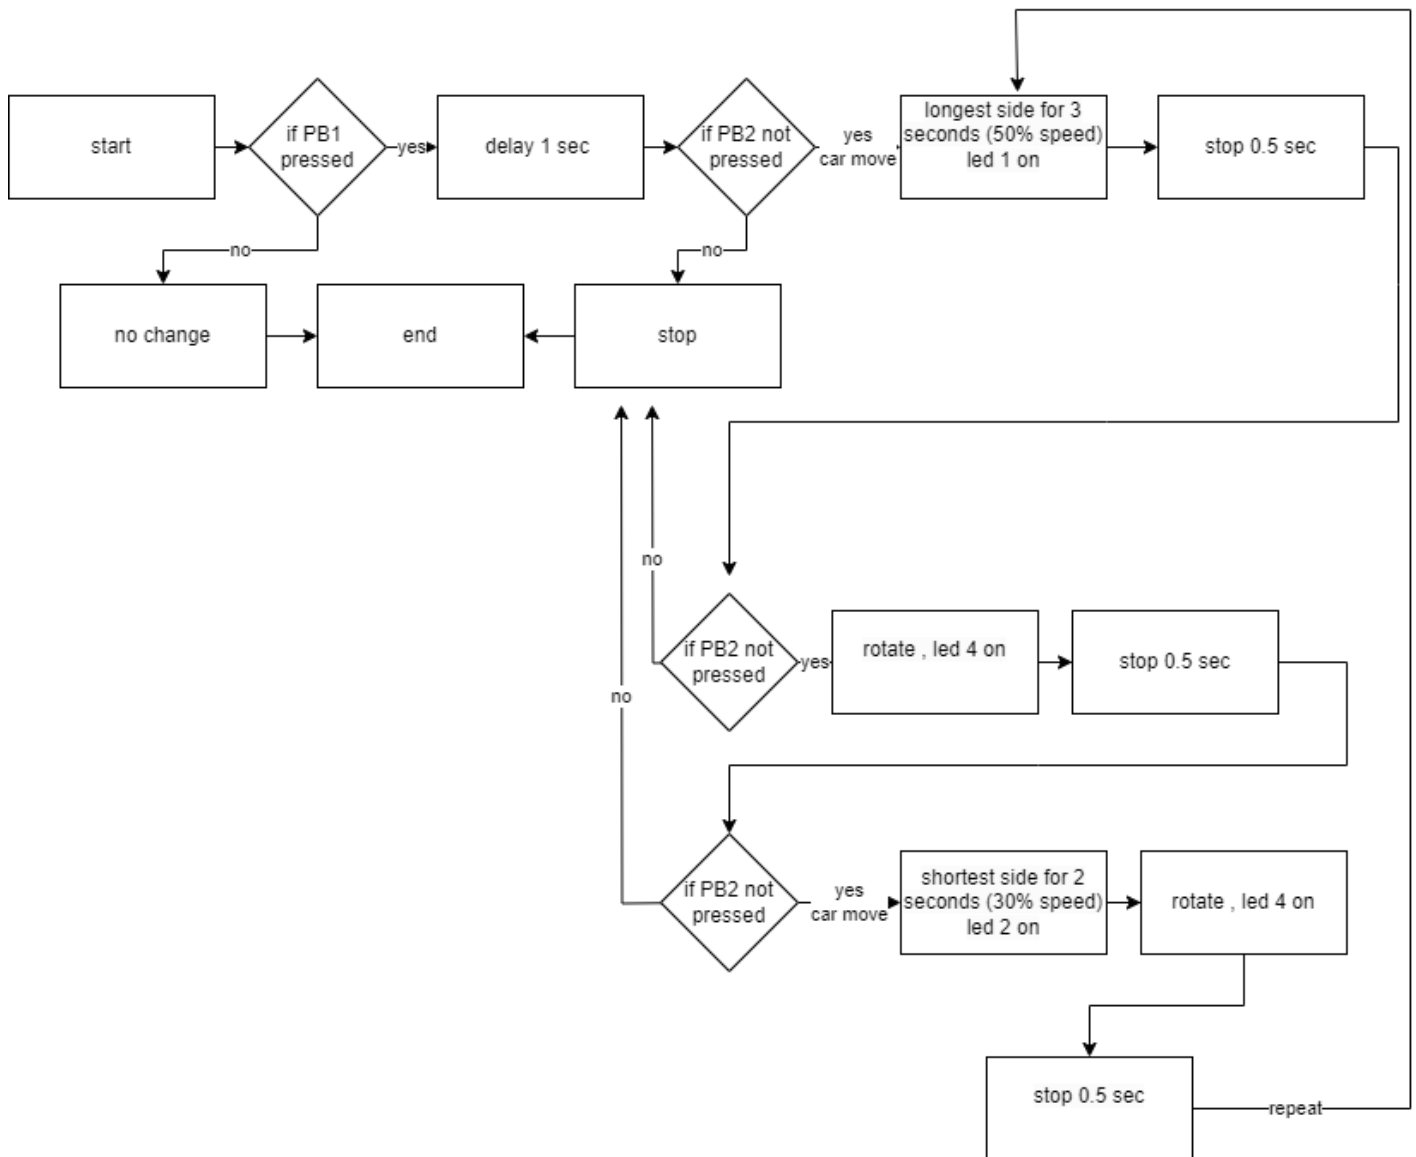 start
if PB1
pressed
yes
delay 1 sec
if PB2 not
pressed
yes
car move
longest side for 3
seconds (50% speed)
led 1 on
stop 0.5 sec
no
no
no change
end
stop
no
if PB2 not
pressed
yes
rotate , led 4 on
stop 0.5 sec
no
if PB2 not
pressed
yes
car move
shortest side for 2
seconds (30% speed)
led 2 on
rotate , led 4 on
stop 0.5 sec
repeat